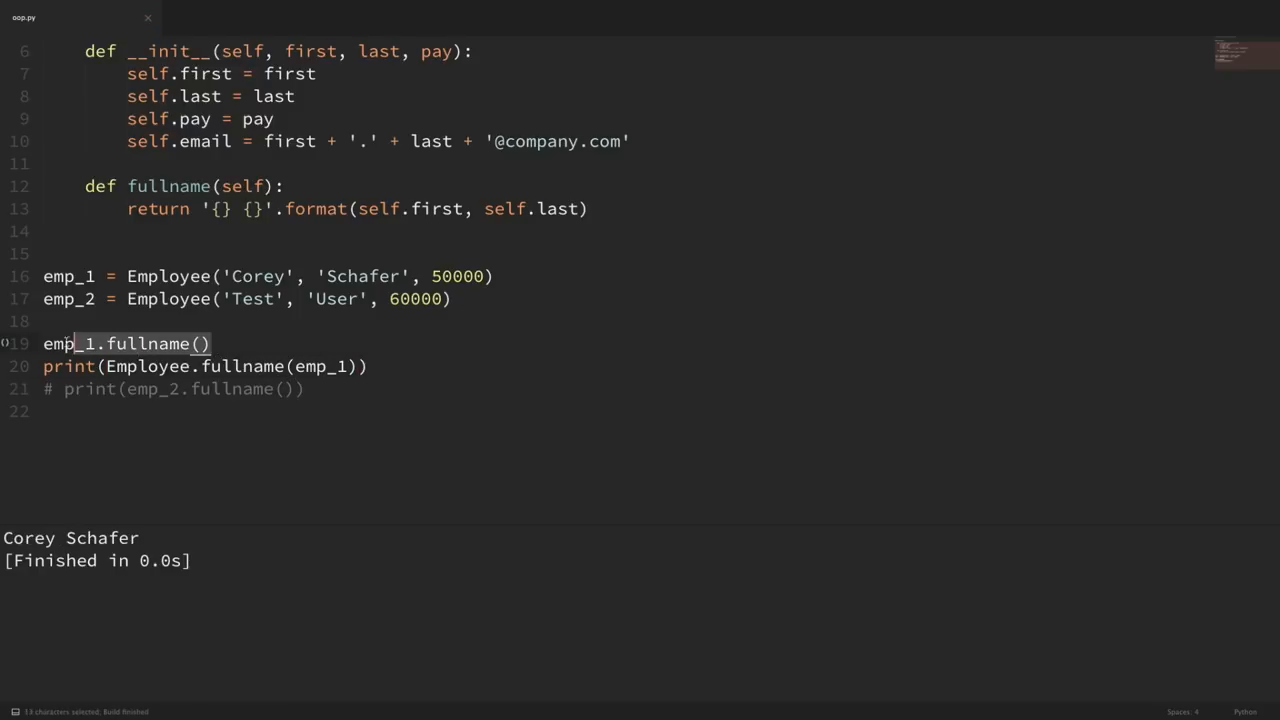 oop.py
6 def __init__(self, first, last, pay):
7 self.first = first
8 self.last = last
9 self.pay = pay
10 self.email = first + '.' + last + '@company.com'
11
12 def fullname(self):
13 return '{} {}'.format(self.first, self.last)
14
15
16 emp_1 = Employee('Corey', 'Schafer', 50000)
17 emp_2 = Employee('Test', 'User', 60000)
18
19 emp_1.fullname()
20 print(Employee.fullname(emp_1))
21 # print(emp_2.fullname())
22
Corey Schafer
[Finished in 0.0s]
13 characters selected; Build finished
Spaces: 4 Python